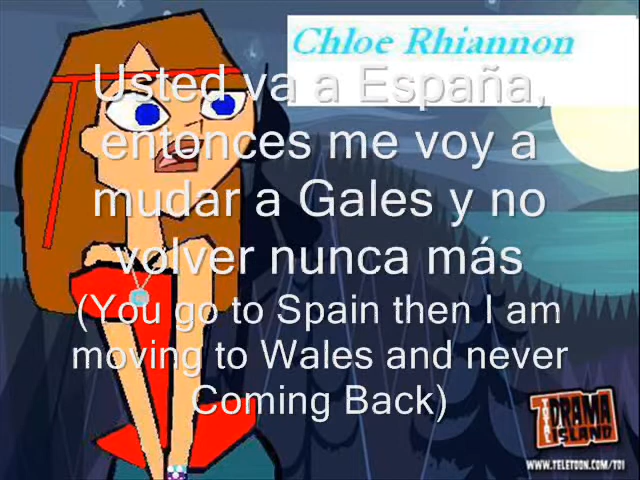 Chloe Rhiannon
Usted va a España,
entonces me voy a
mudar a Gales y no
volver nunca más
(You go to Spain then I am
moving to Wales and never
Coming Back)
TOTAL
DRAMA
ISLAND
WWW.TELETOON.COM/TDI